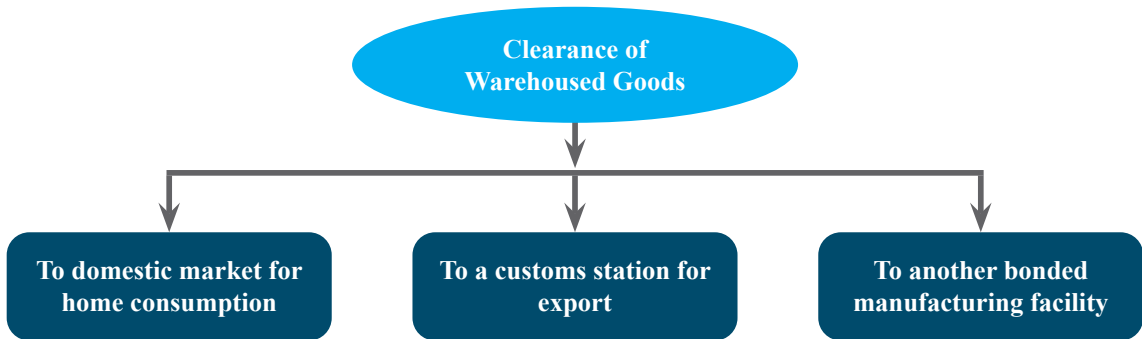 Clearance of
Warehoused Goods
To domestic market for
home consumption
To a customs station for
export
To another bonded
manufacturing facility